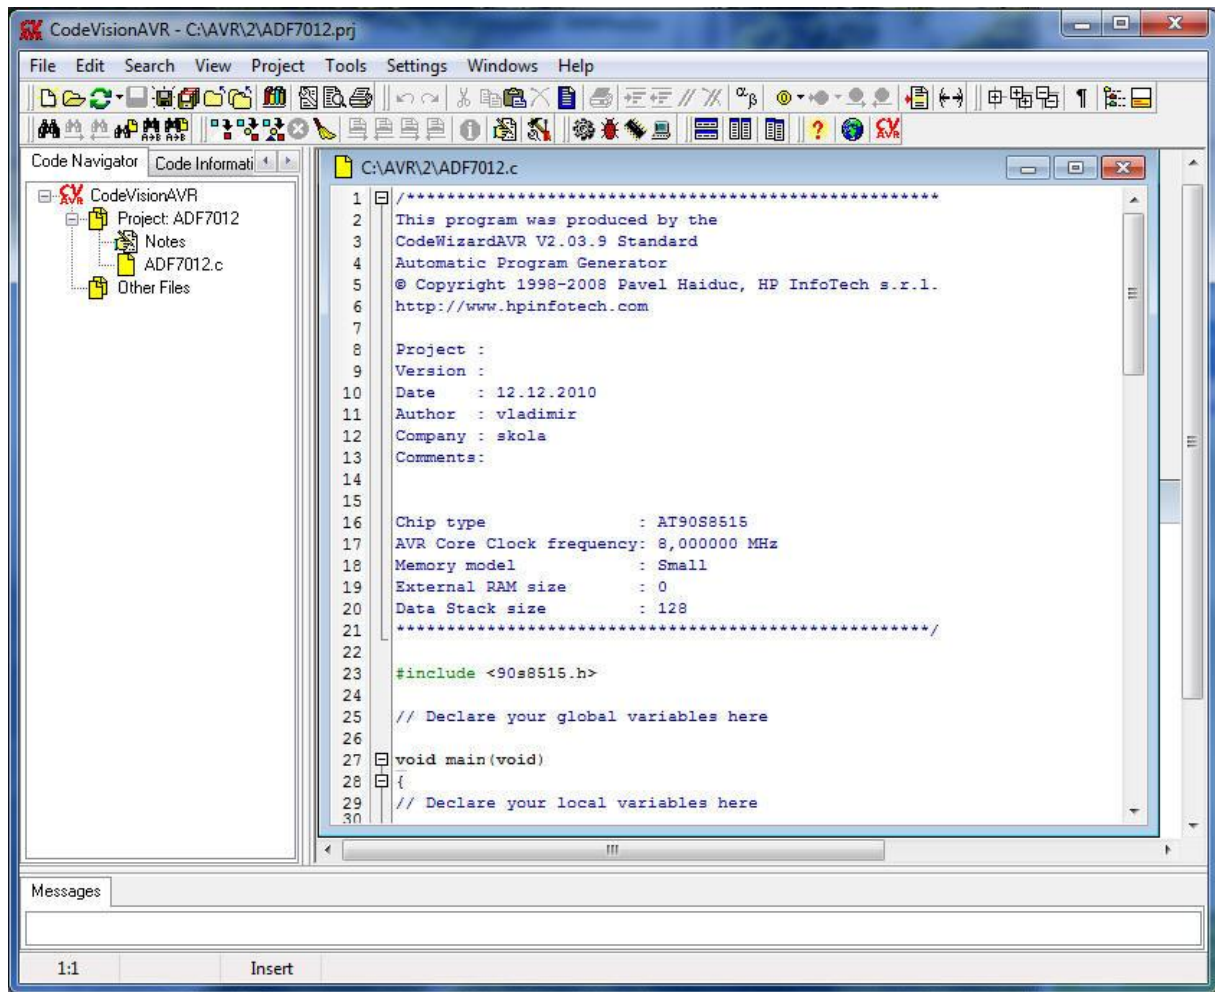 CodeVisionAVR - C:\AVR\2\ADF7012.prj
File Edit Search View Project Tools Settings Windows Help
Code Navigator Code Informati
CodeVisionAVR
Project: ADF7012
Notes
ADF7012.c
Other Files
C:\AVR\2\ADF7012.c
1 /*****************************************************
2 This program was produced by the
3 CodeWizardAVR V2.03.9 Standard
4 Automatic Program Generator
5 © Copyright 1998-2008 Pavel Haiduc, HP InfoTech s.r.l.
6 http://www.hpinfotech.com
7
8 Project :
9 Version :
10 Date    : 12.12.2010
11 Author  : vladimir
12 Company : skola
13 Comments:
14
15
16 Chip type               : AT90S8515
17 AVR Core Clock frequency: 8,000000 MHz
18 Memory model            : Small
19 External RAM size       : 0
20 Data Stack size         : 128
21 *****************************************************/
22
23 #include <90s8515.h>
24
25 // Declare your global variables here
26
27 void main(void)
28 {
29 // Declare your local variables here
30
Messages
1:1 Insert